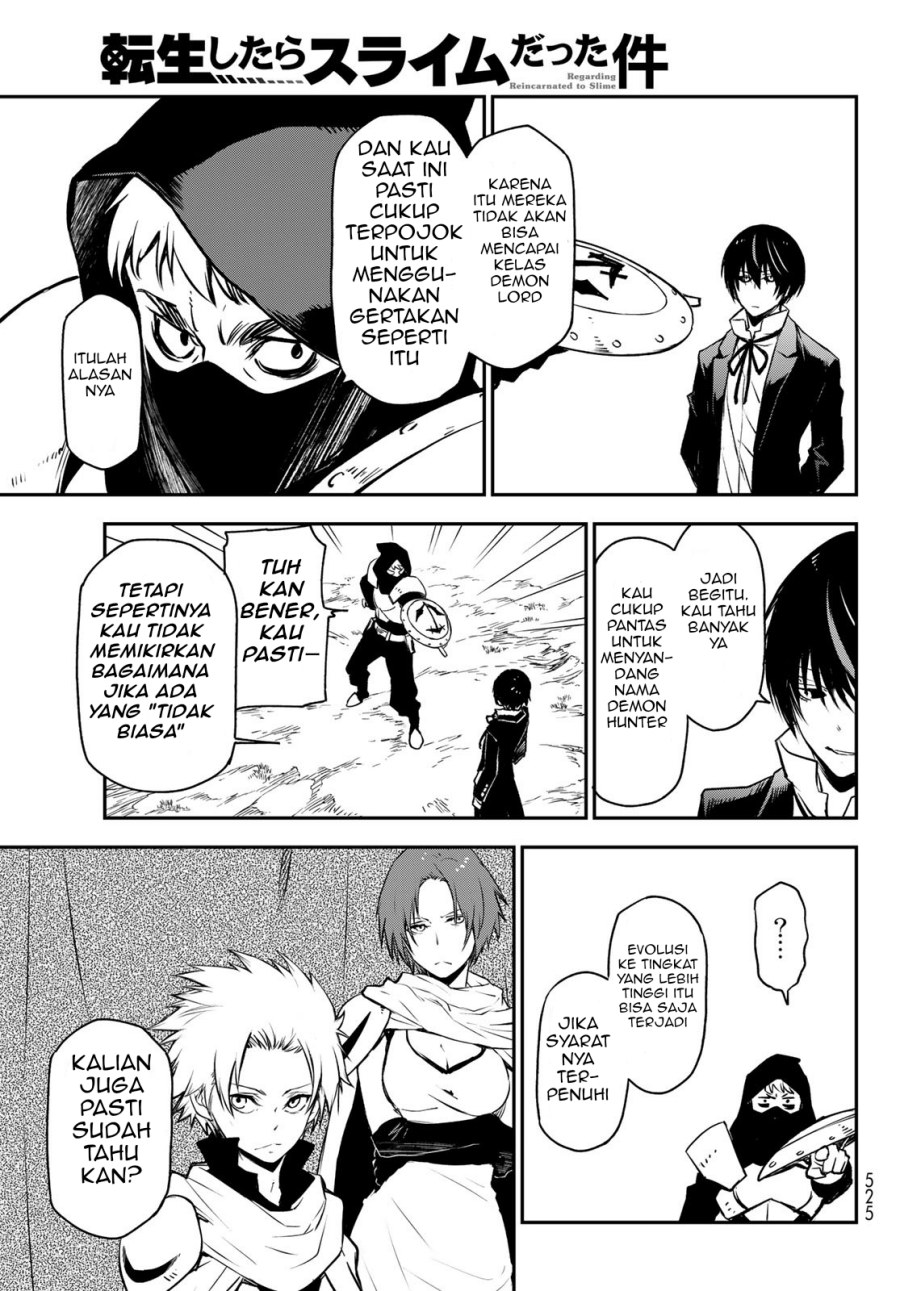 転生したらスライムだった件
Regarding
Reincarnated to Slime
KARENA
ITU MEREKA
TIDAK AKAN
BISA
MENCAPAI
KELAS
DEMON
LORD
DAN KAU
SAAT INI
PASTI
CUKUP
TERPOJOK
UNTUK
MENGGU-
NAKAN
GERTAKAN
SEPERTI
ITU
ITULAH
ALASAN
NYA
JADI
BEGITU.
KAU TAHU
BANYAK
YA
KAU
CUKUP
PANTAS
UNTUK
MENYAN-
DANG
NAMA
DEMON
HUNTER
TUH
KAN
BENER,
KAU
PASTI—
TETAPI
SEPERTINYA
KAU TIDAK
MEMIKIRKAN
BAGAIMANA
JIKA ADA
YANG "TIDAK
BIASA"
?...
EVOLUSI
KE TINGKAT
YANG LEBIH
TINGGI ITU
BISA SAJA
TERJADI
JIKA
SYARAT
NYA
TER-
PENUHI
KALIAN
JUGA
PASTI
SUDAH
TAHU
KAN?
525